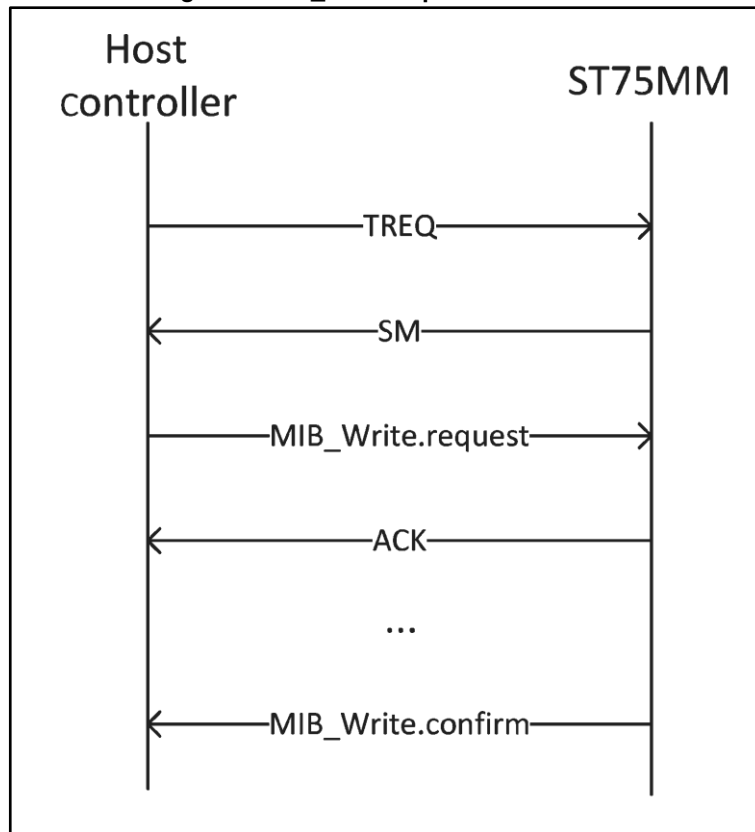 Host
controller
ST75MM
TREQ
SM
MIB_Write.request
ACK
...
MIB_Write.confirm